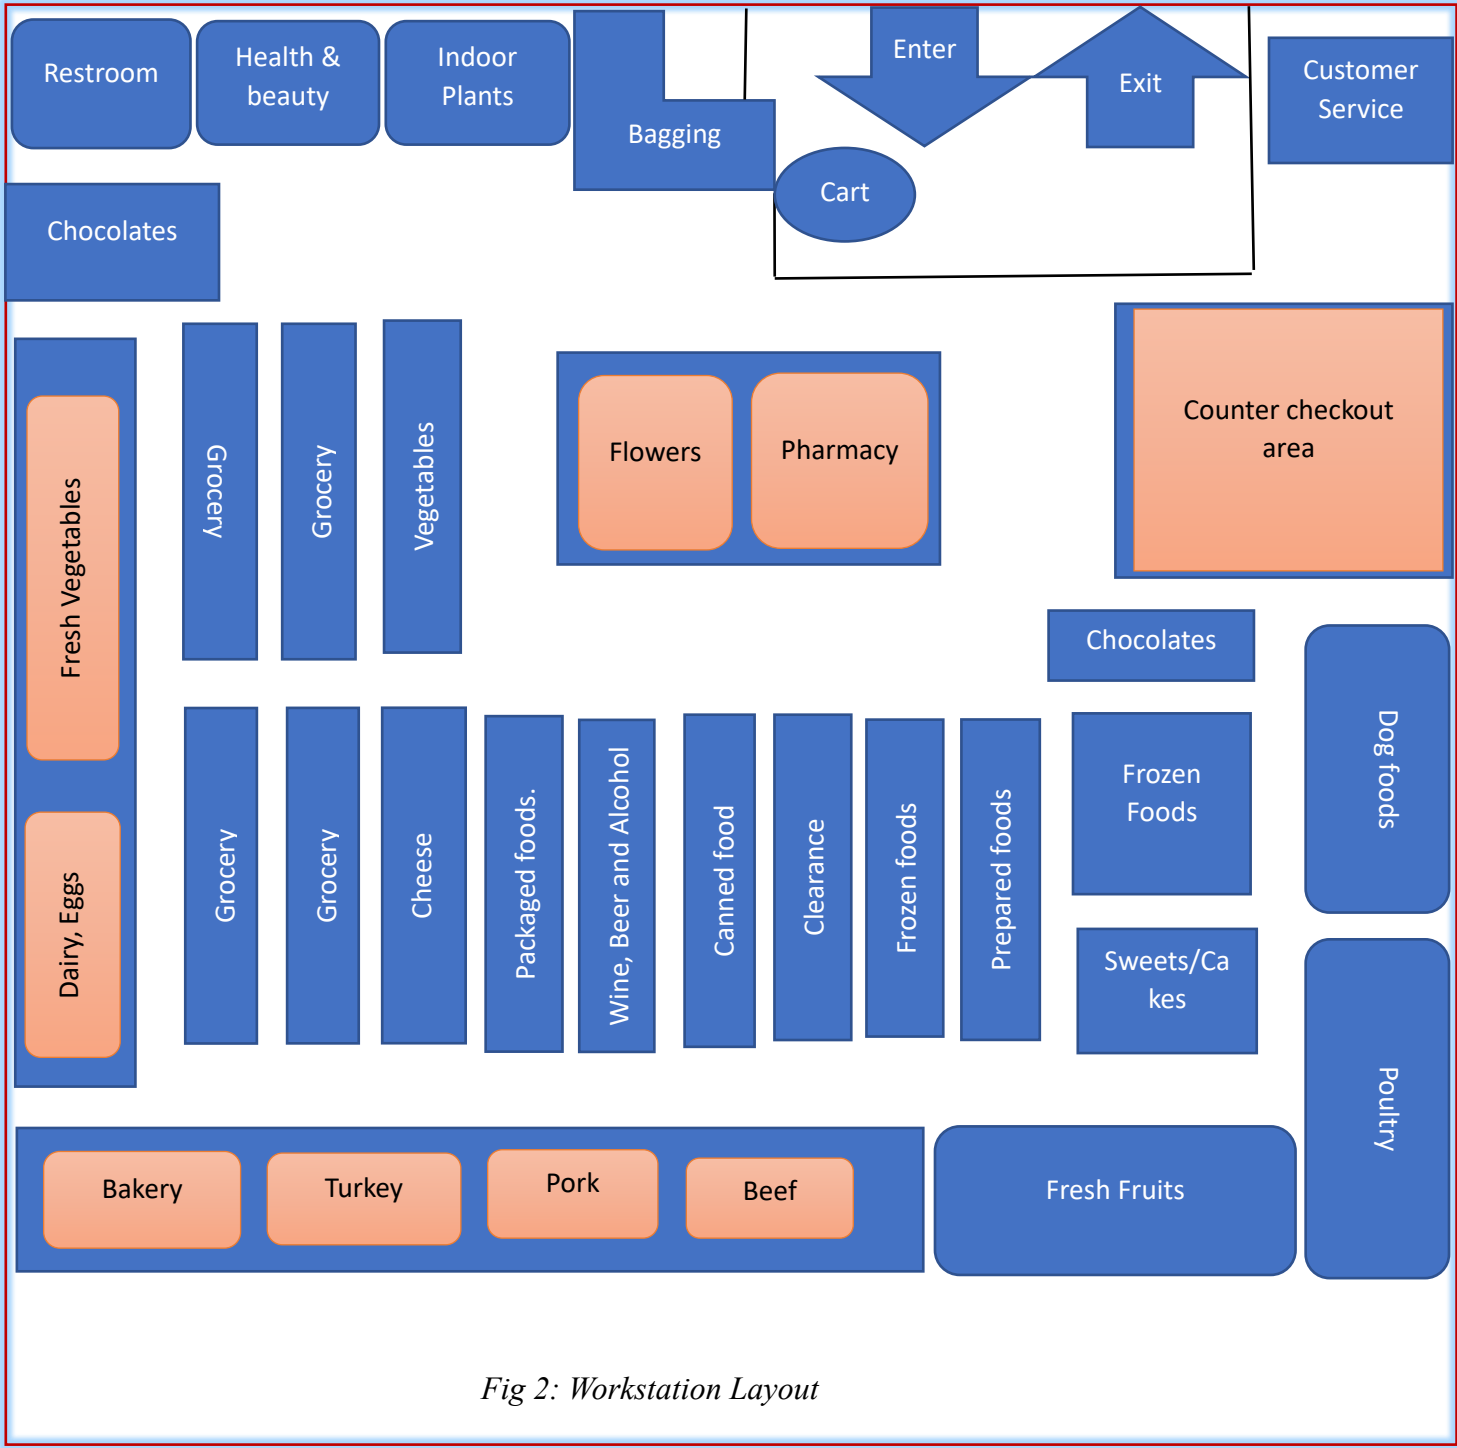 Restroom
Health &
beauty
Indoor
Plants
Bagging
Enter
Exit
Cart
Customer
Service
Chocolates
Grocery
Grocery
Vegetables
Flowers
Pharmacy
Counter checkout
area
Fresh Vegetables
Dairy, Eggs
Chocolates
Grocery
Grocery
Cheese
Packaged foods.
Wine, Beer and Alcohol
Canned food
Clearance
Frozen foods
Prepared foods
Frozen
Foods
Sweets/Ca
kes
Dog foods
Poultry
Bakery
Turkey
Pork
Beef
Fresh Fruits
Fig 2: Workstation Layout